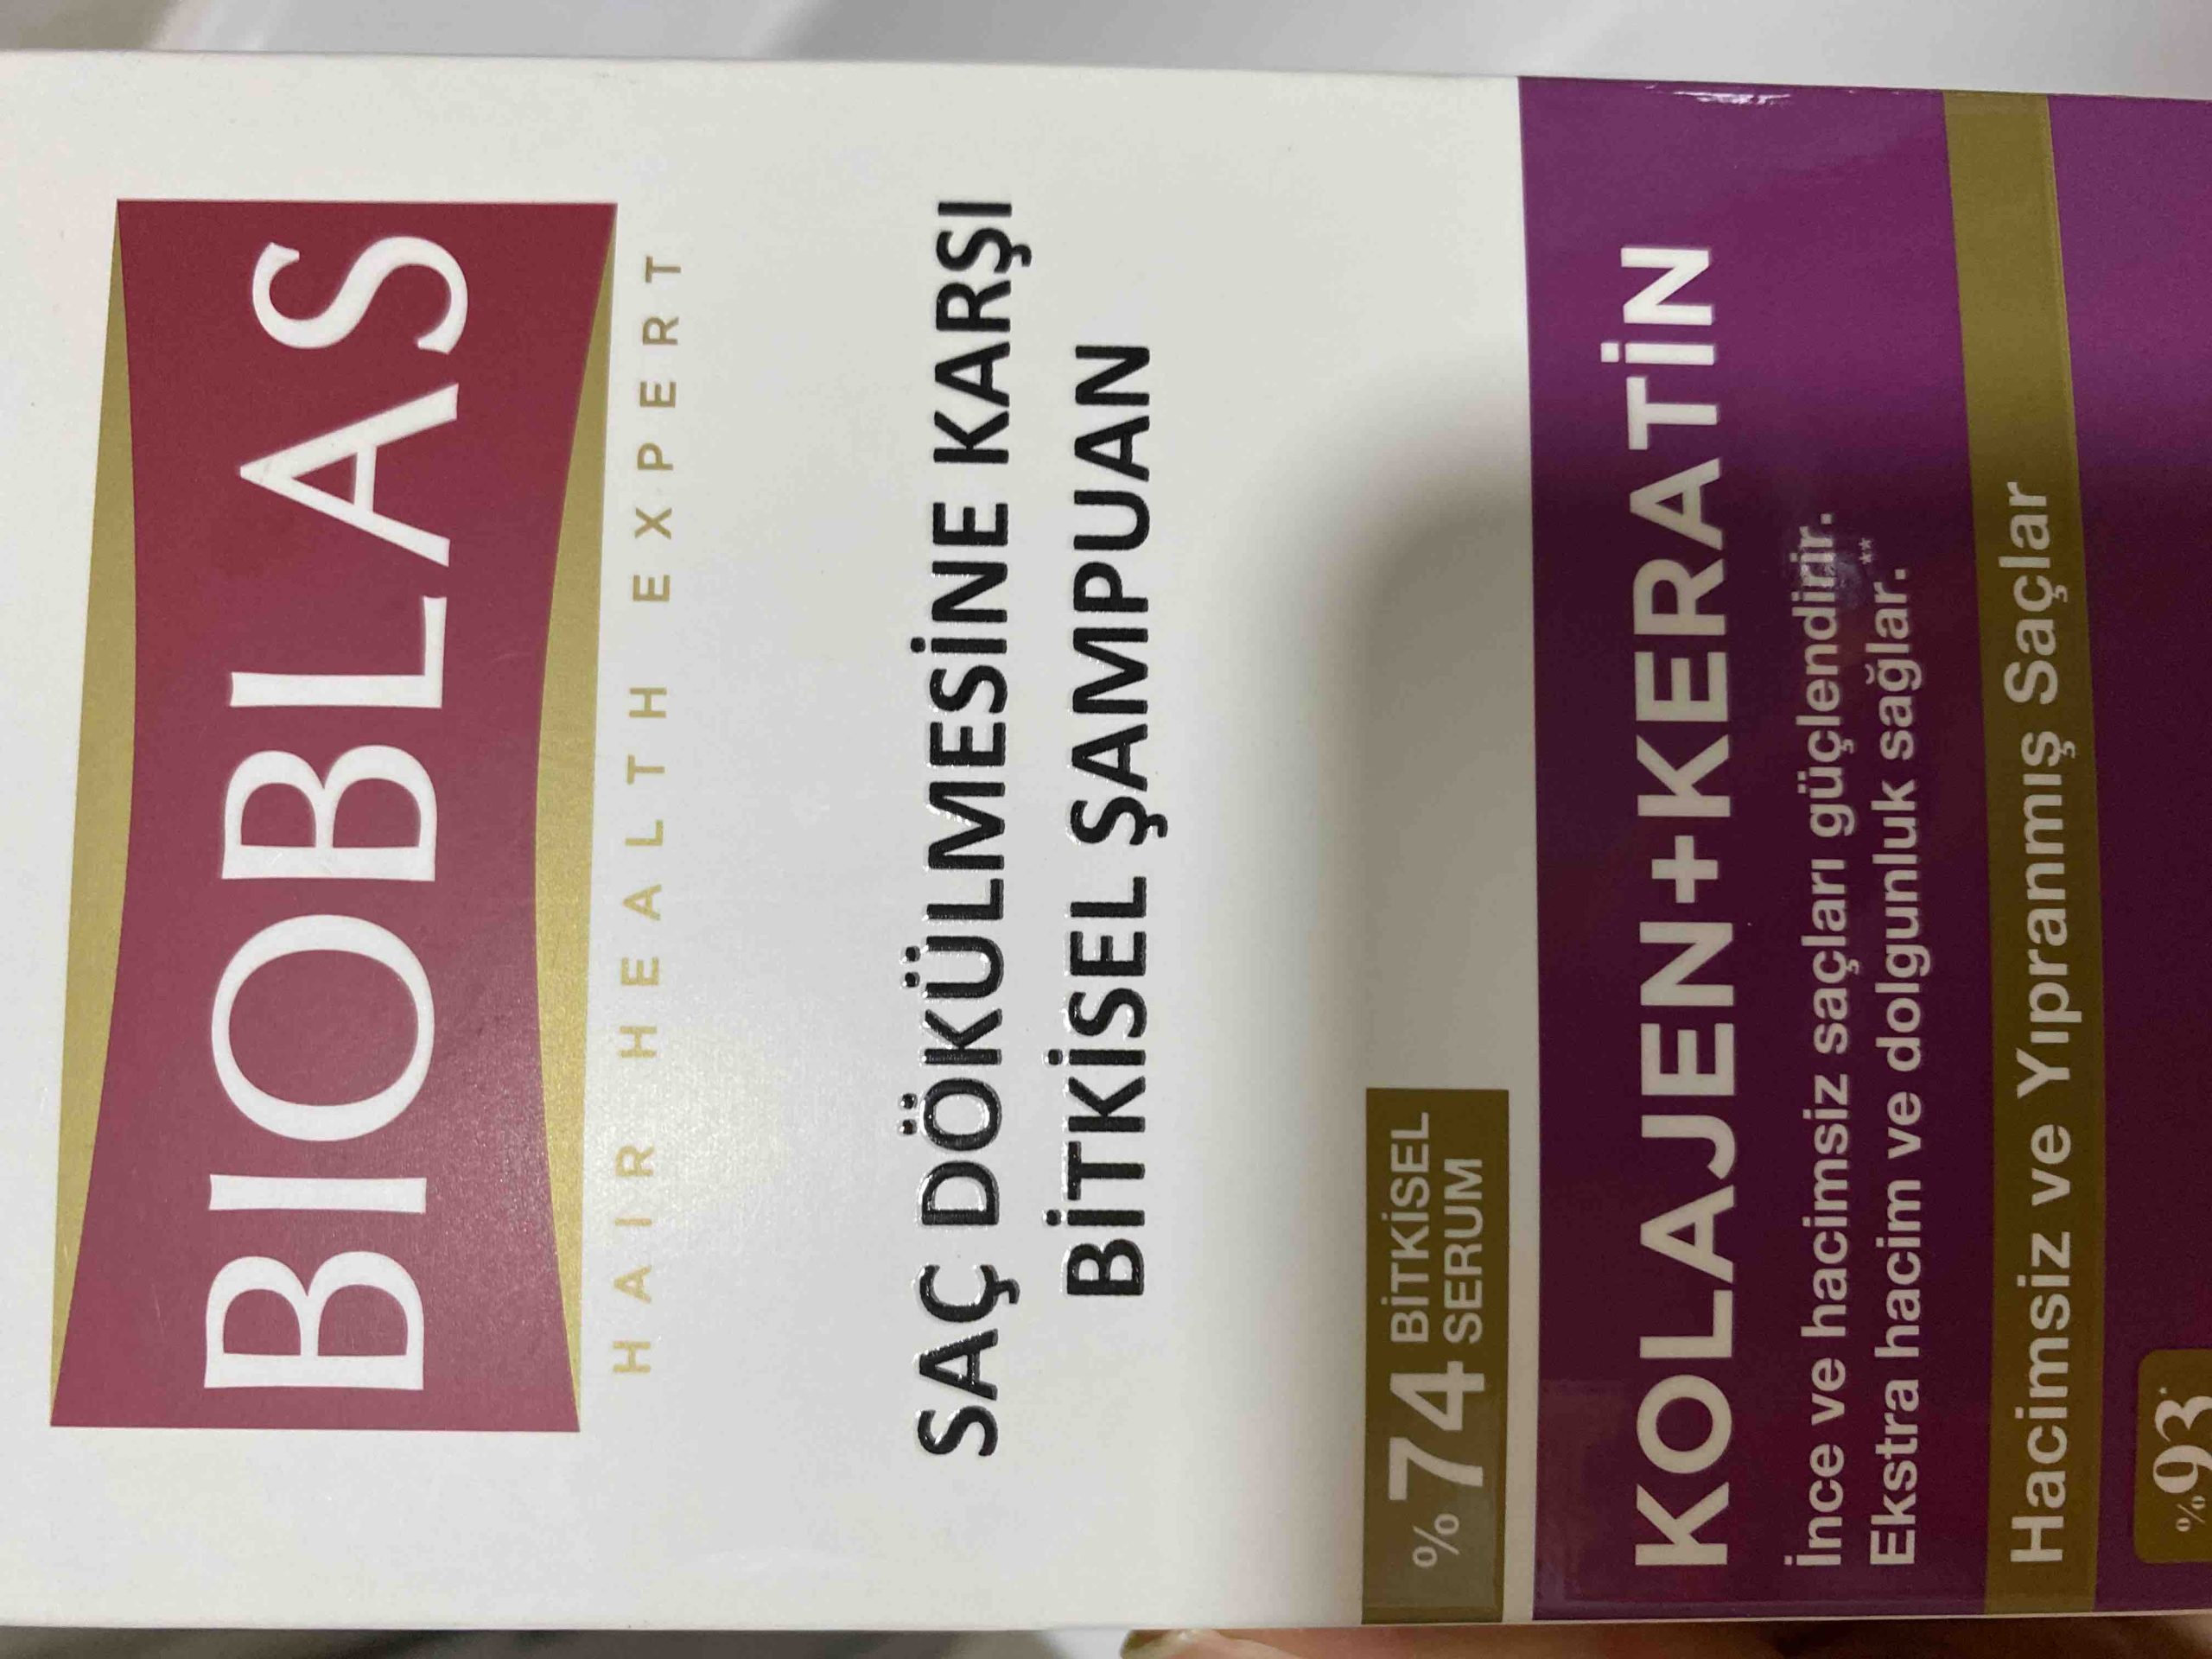 BIOBLAS
HAIR HEALTH EXPERT
SAÇ DÖKÜLMESİNE KARŞI
BİTKİSEL ŞAMPUAN
%74 BİTKİSEL
SERUM
KOLAJEN+KERATİN
İnce ve hacimsiz saçları güçlendirir.
Ekstra hacim ve dolgunluk sağlar.**
Hacimsiz ve Yıpranmış Saçlar
%93*